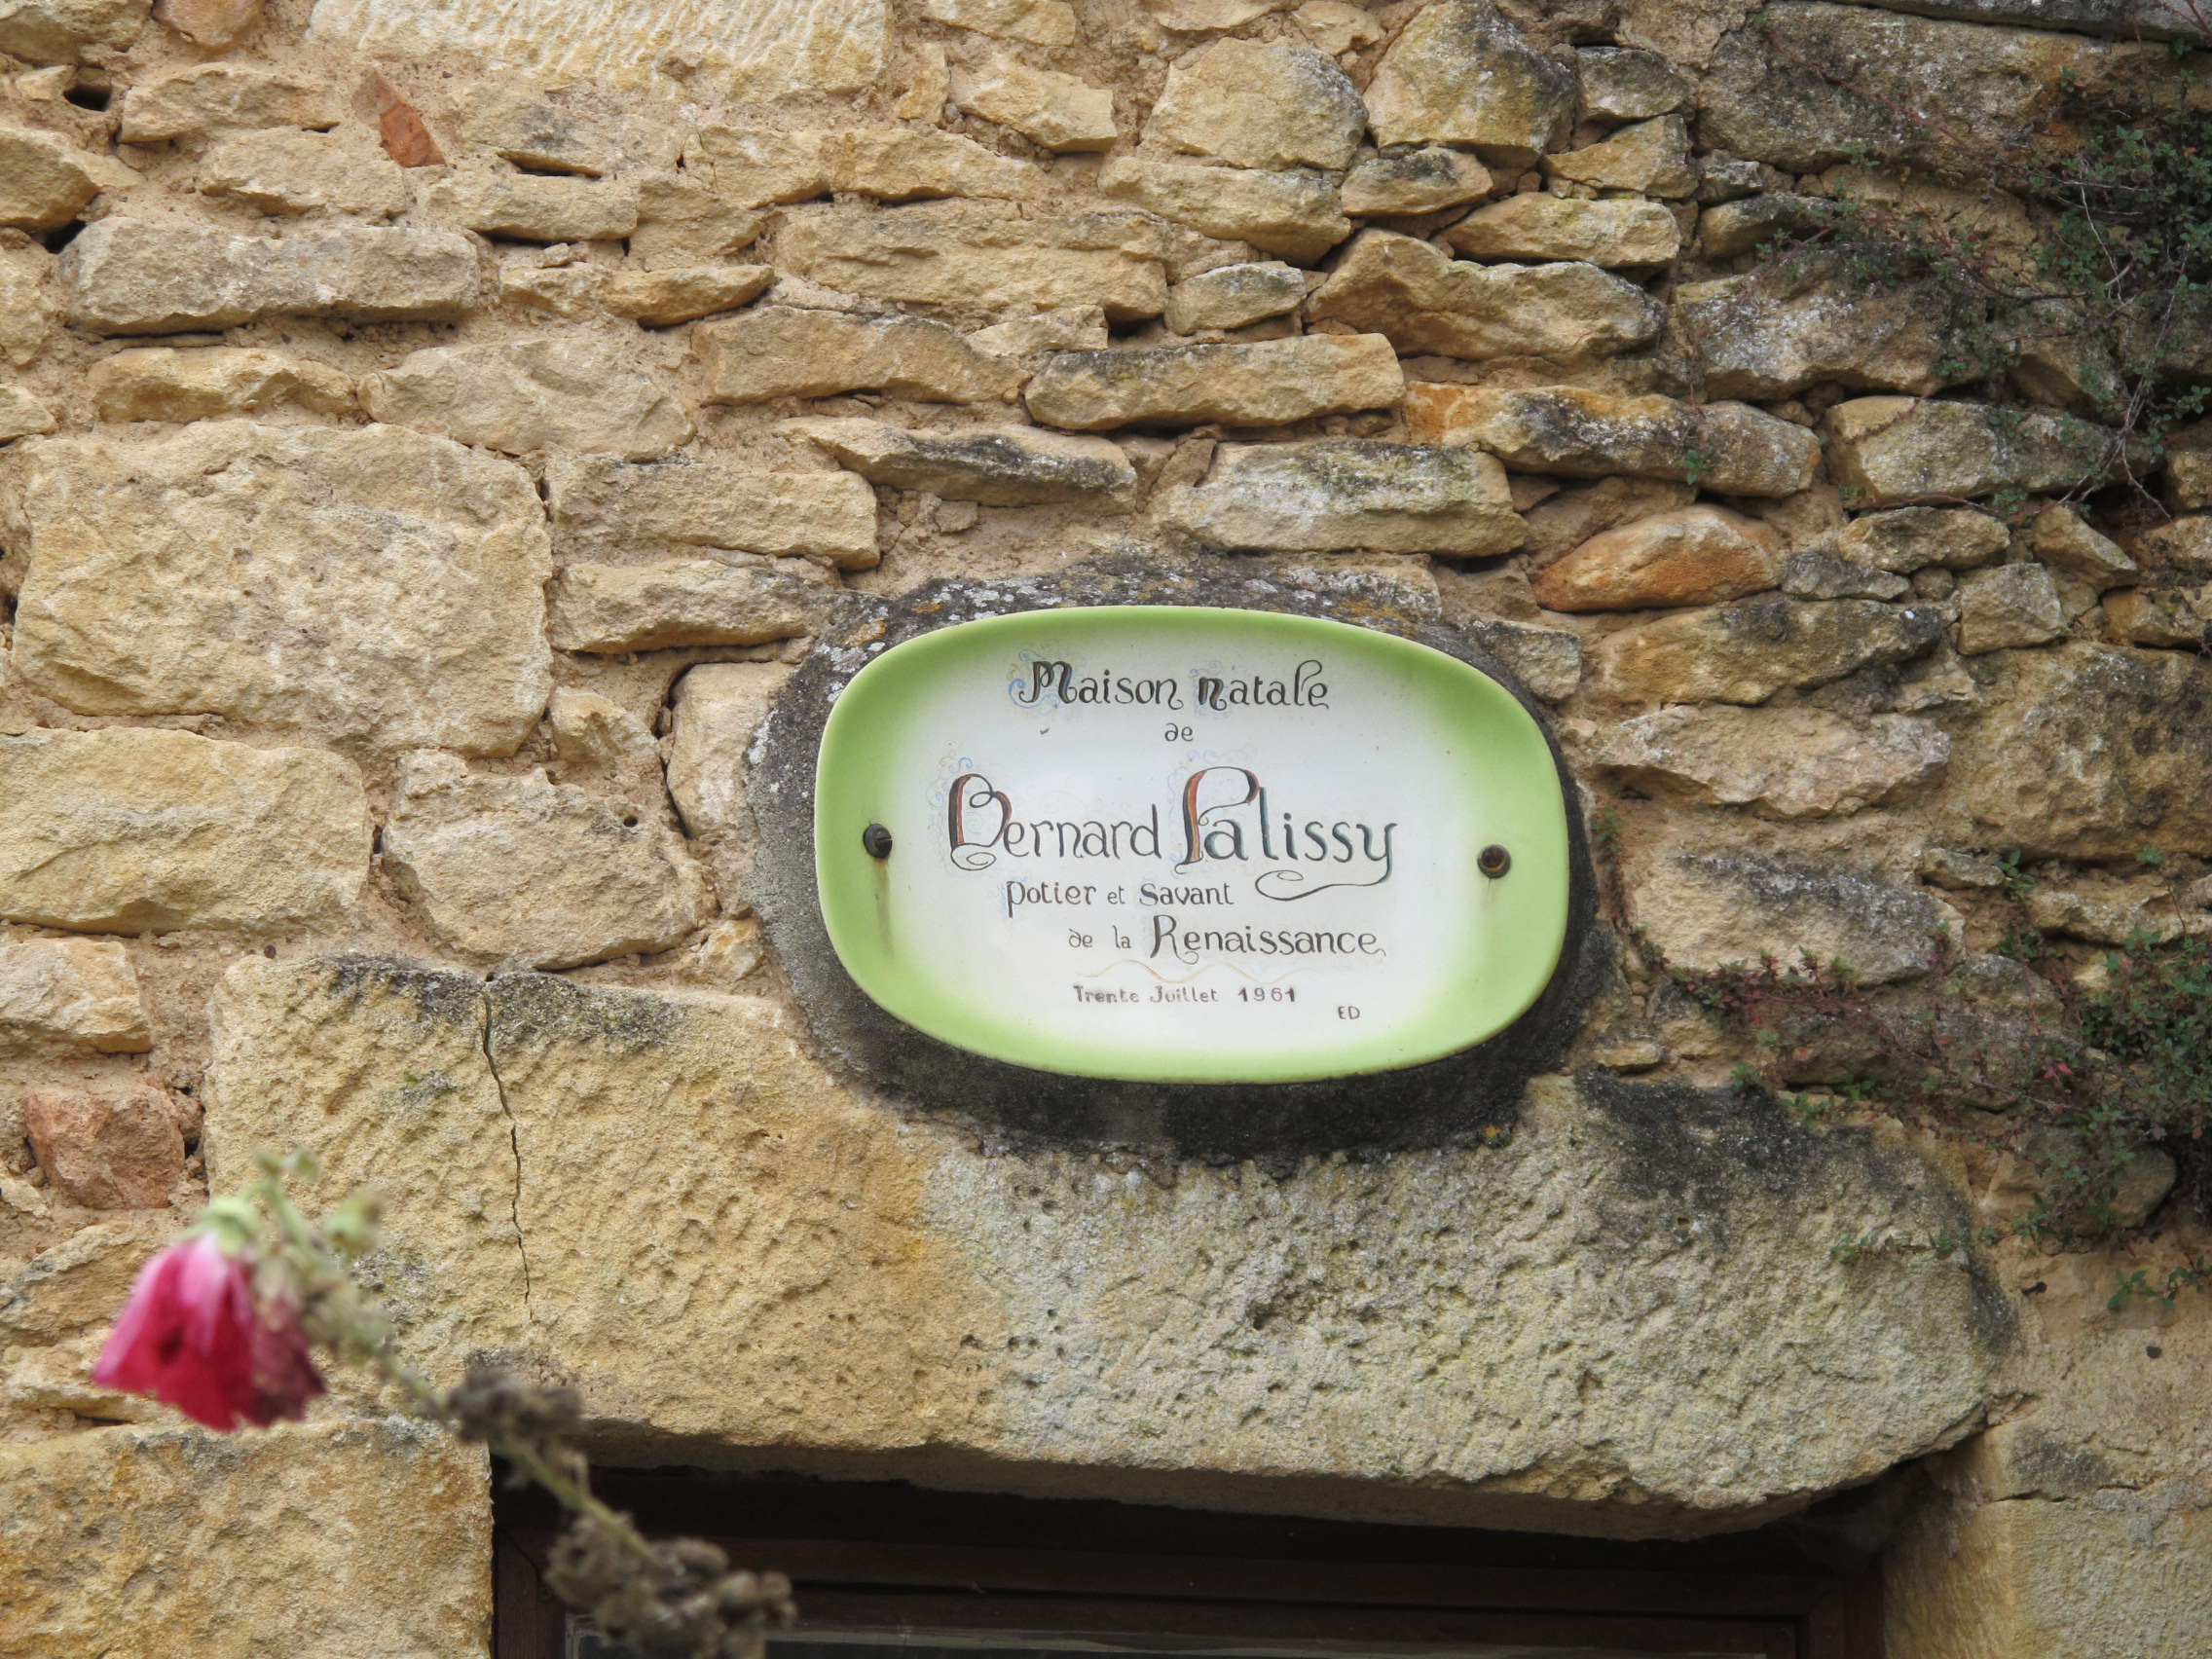 Maison natale
de
Bernard Palissy
Potier et Savant
de la Renaissance
Trente Juillet 1961
ED